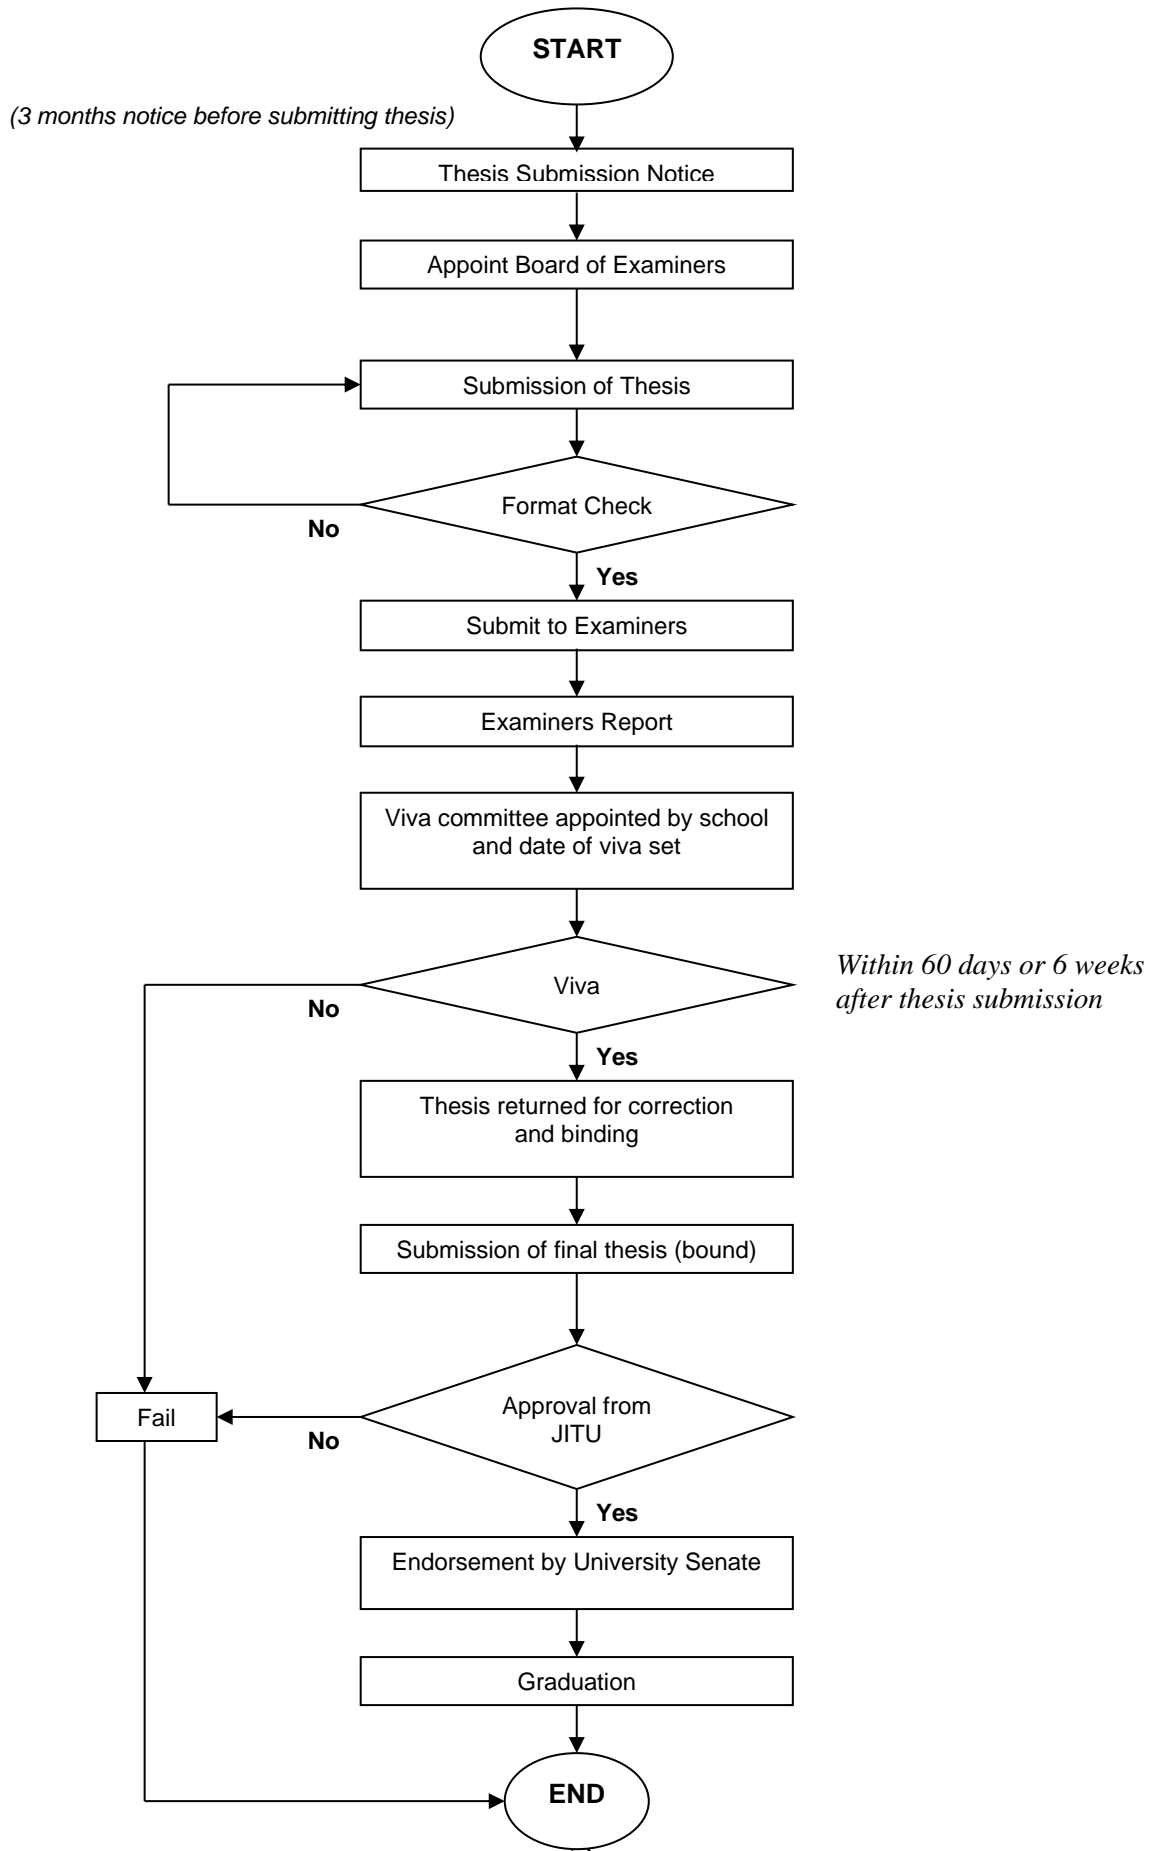 START
(3 months notice before submitting thesis)
Thesis Submission Notice
Appoint Board of Examiners
Submission of Thesis
Format Check
No
Yes
Submit to Examiners
Examiners Report
Viva committee appointed by school
and date of viva set
Viva
Within 60 days or 6 weeks
after thesis submission
No
Yes
Thesis returned for correction
and binding
Submission of final thesis (bound)
Approval from
JITU
Fail
No
Yes
Endorsement by University Senate
Graduation
END